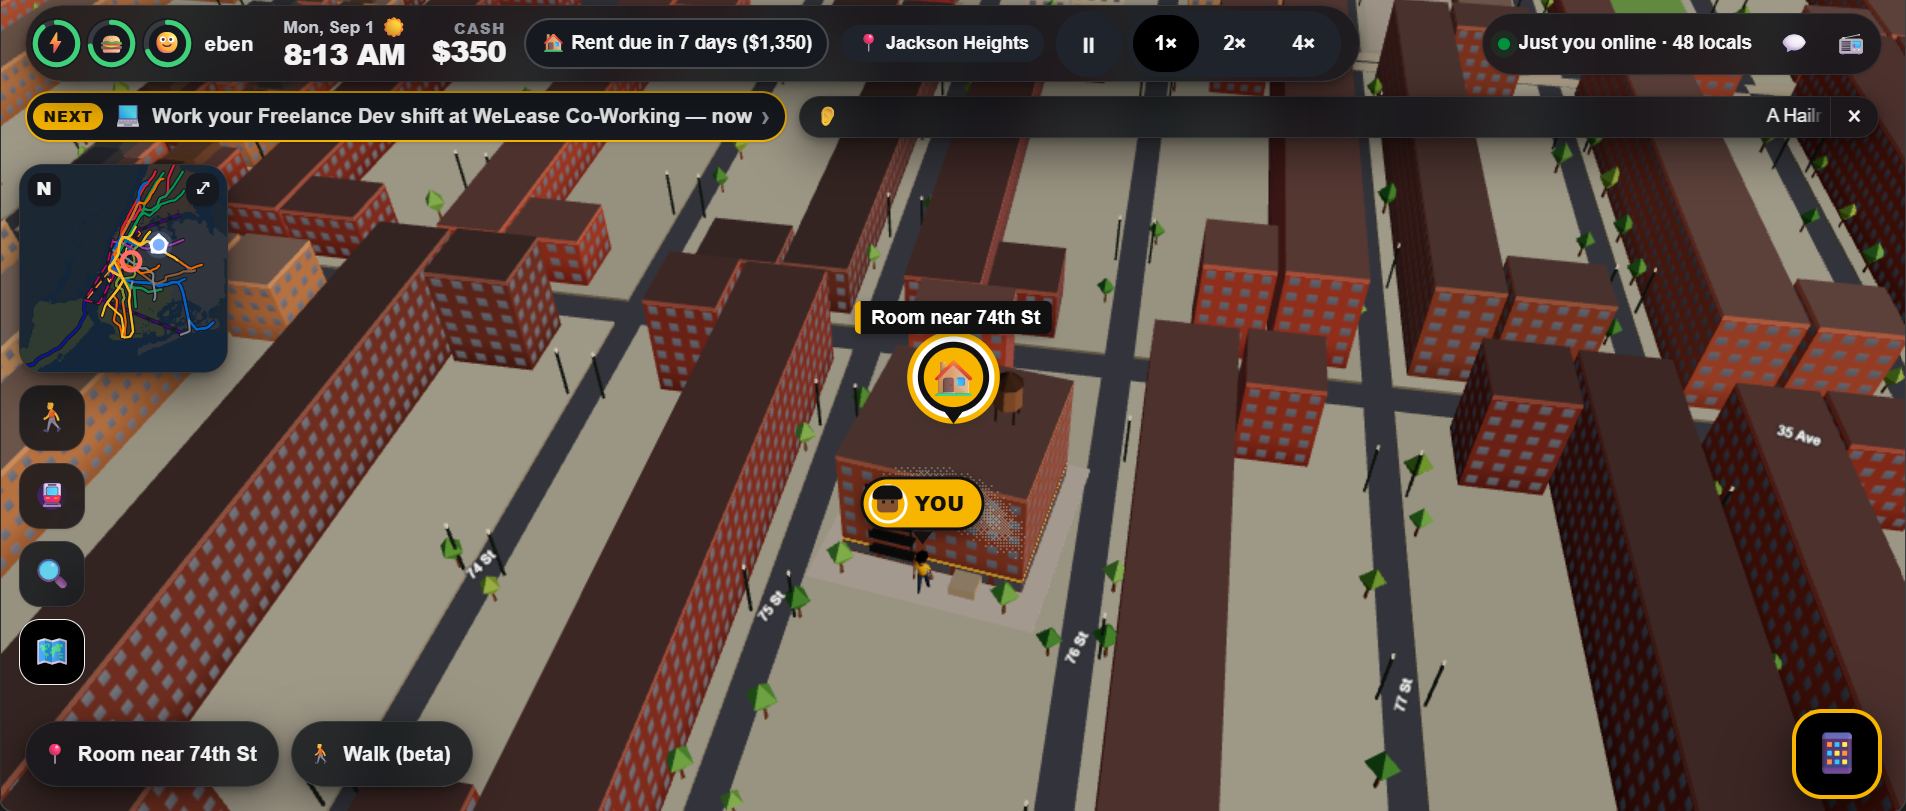 eben
Mon, Sep 1
8:13 AM
CASH
$350
Rent due in 7 days ($1,350)
Jackson Heights
1×
2×
4×
Just you online · 48 locals
NEXT
Work your Freelance Dev shift at WeLease Co-Working — now ›
A Hailr
N
Room near 74th St
YOU
35 Ave
74 St
75 St
76 St
77 St
Room near 74th St
Walk (beta)